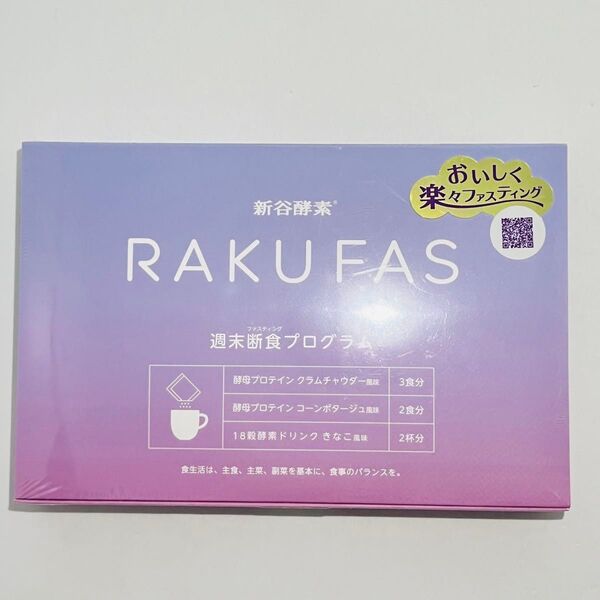 おいしく
楽々ファスティング
新谷酵素®
RAKUFAS
ファスティング
週末断食プログラム
酵母プロテイン クラムチャウダー風味 3食分
酵母プロテイン コーンポタージュ風味 2食分
18穀酵素ドリンク きなこ風味 2杯分
食生活は、主食、主菜、副菜を基本に、食事のバランスを。